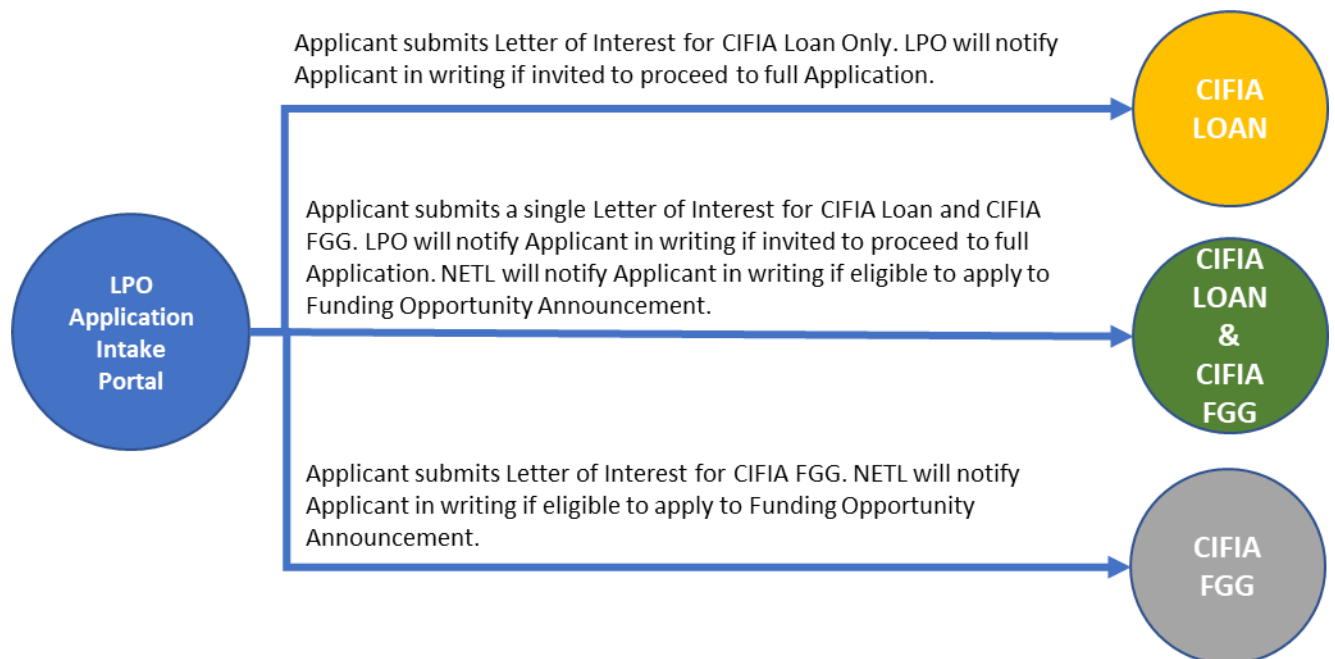 Applicant submits Letter of Interest for CIFIA Loan Only. LPO will notify
Applicant in writing if invited to proceed to full Application.
CIFIA
LOAN
Applicant submits a single Letter of Interest for CIFIA Loan and CIFIA
FGG. LPO will notify Applicant in writing if invited to proceed to full
Application. NETL will notify Applicant in writing if eligible to apply to
Funding Opportunity Announcement.
LPO
Application
Intake
Portal
CIFIA
LOAN
&
CIFIA
FGG
Applicant submits Letter of Interest for CIFIA FGG. NETL will notify
Applicant in writing if eligible to apply to Funding Opportunity
Announcement.
CIFIA
FGG